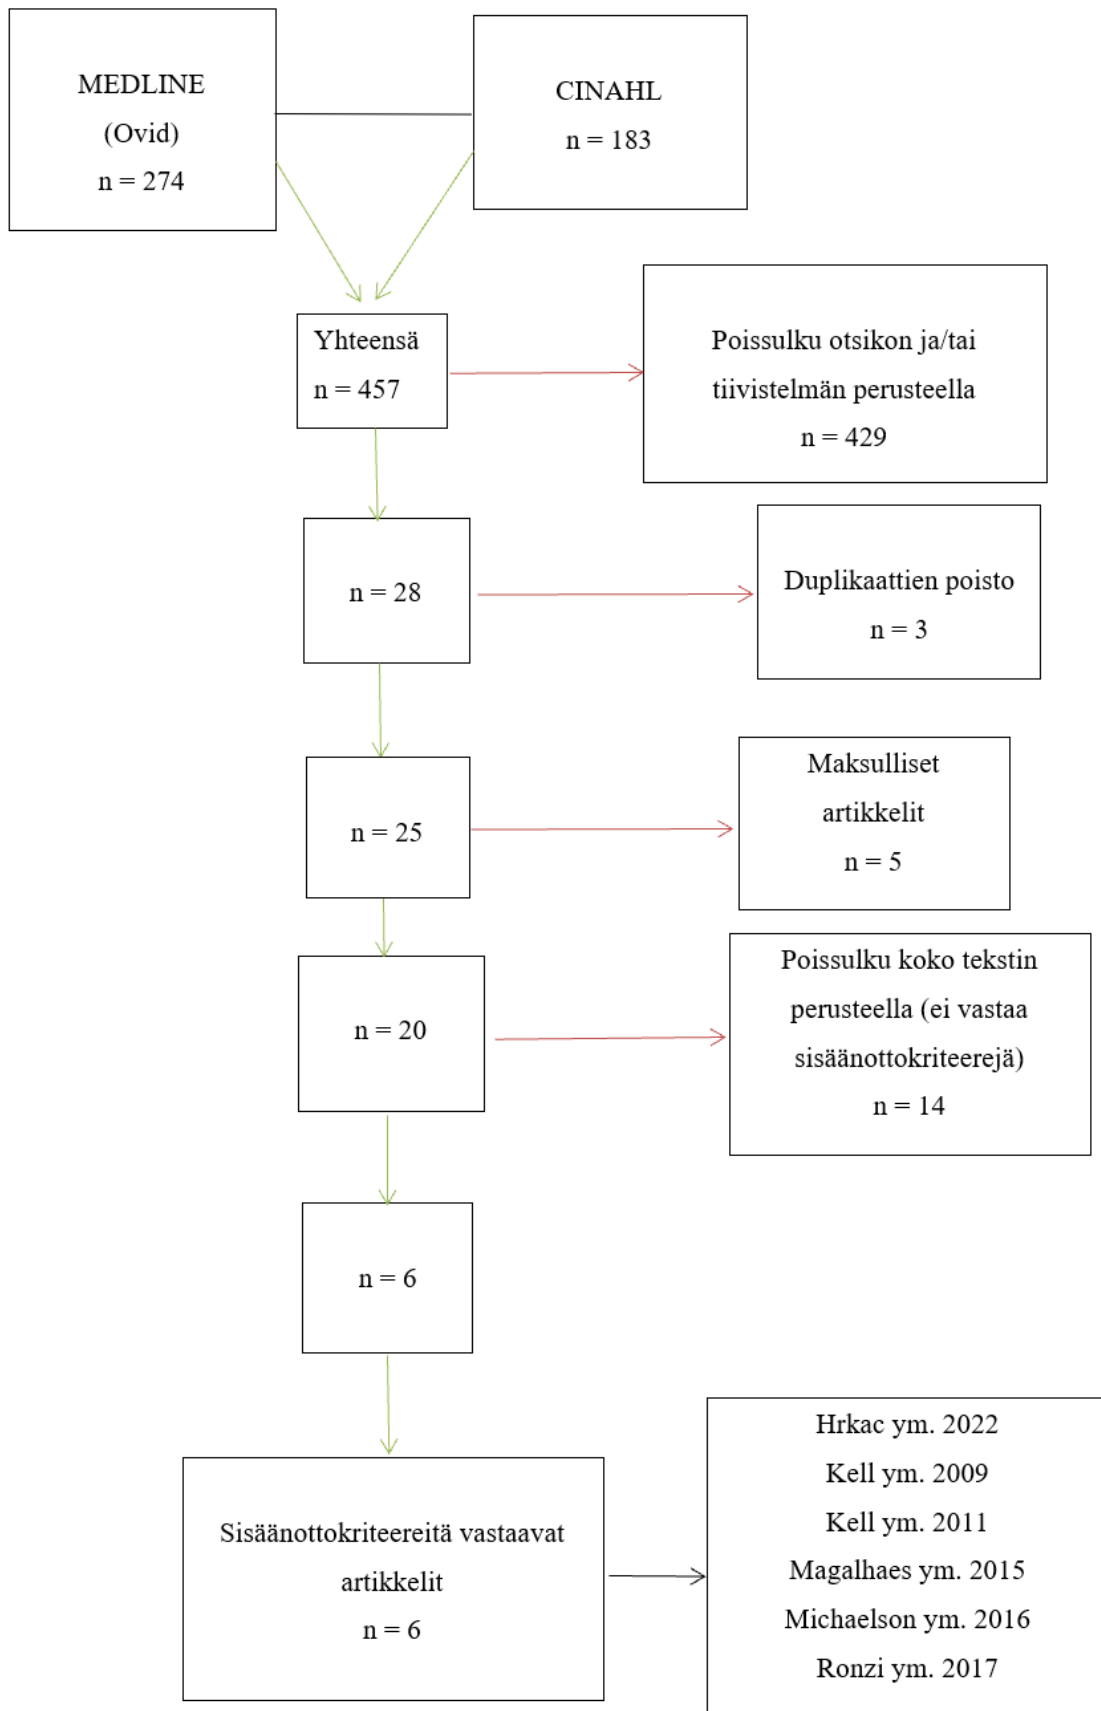 MEDLINE
(Ovid)
n = 274
CINAHL
n = 183
Yhteensä
n = 457
Poissulku otsikon ja/tai
tiivistelmän perusteella
n = 429
n = 28
Duplikaattien poisto
n = 3
n = 25
Maksulliset
artikkelit
n = 5
n = 20
Poissulku koko tekstin
perusteella (ei vastaa
sisäänottokriteerejä)
n = 14
n = 6
Sisäänottokriteereitä vastaavat
artikkelit
n = 6
Hrkac ym. 2022
Kell ym. 2009
Kell ym. 2011
Magalhaes ym. 2015
Michaelson ym. 2016
Ronzi ym. 2017